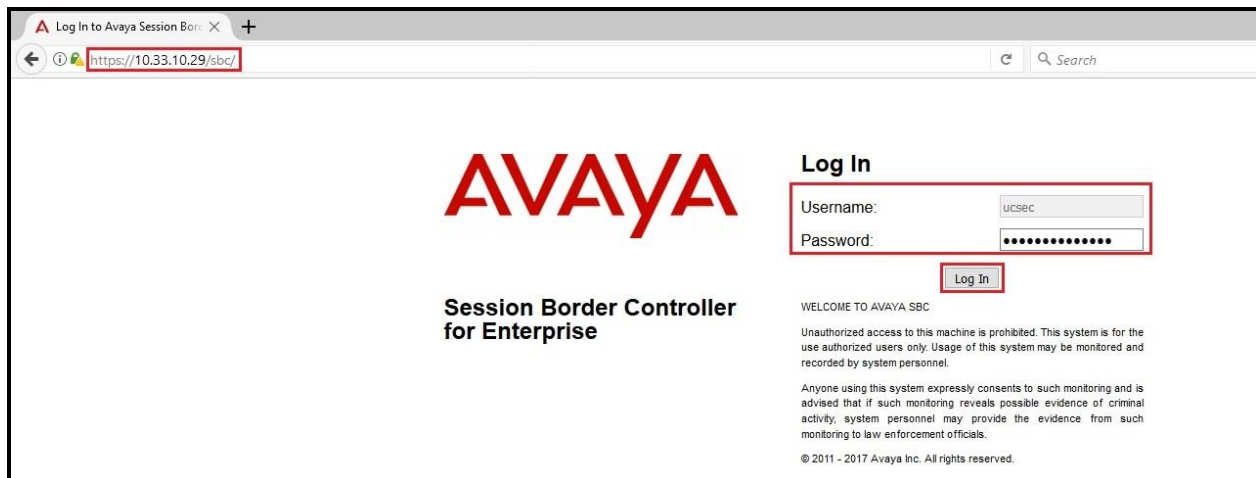 Log In to Avaya Session Bor
https://10.33.10.29/sbc/
Search
AVAYA
Session Border Controller
for Enterprise
Log In
Username:
ucsec
Password:
Log In
WELCOME TO AVAYA SBC
Unauthorized access to this machine is prohibited. This system is for the
use authorized users only. Usage of this system may be monitored and
recorded by system personnel.
Anyone using this system expressly consents to such monitoring and is
advised that if such monitoring reveals possible evidence of criminal
activity, system personnel may provide the evidence from such
monitoring to law enforcement officials.
© 2011 - 2017 Avaya Inc. All rights reserved.